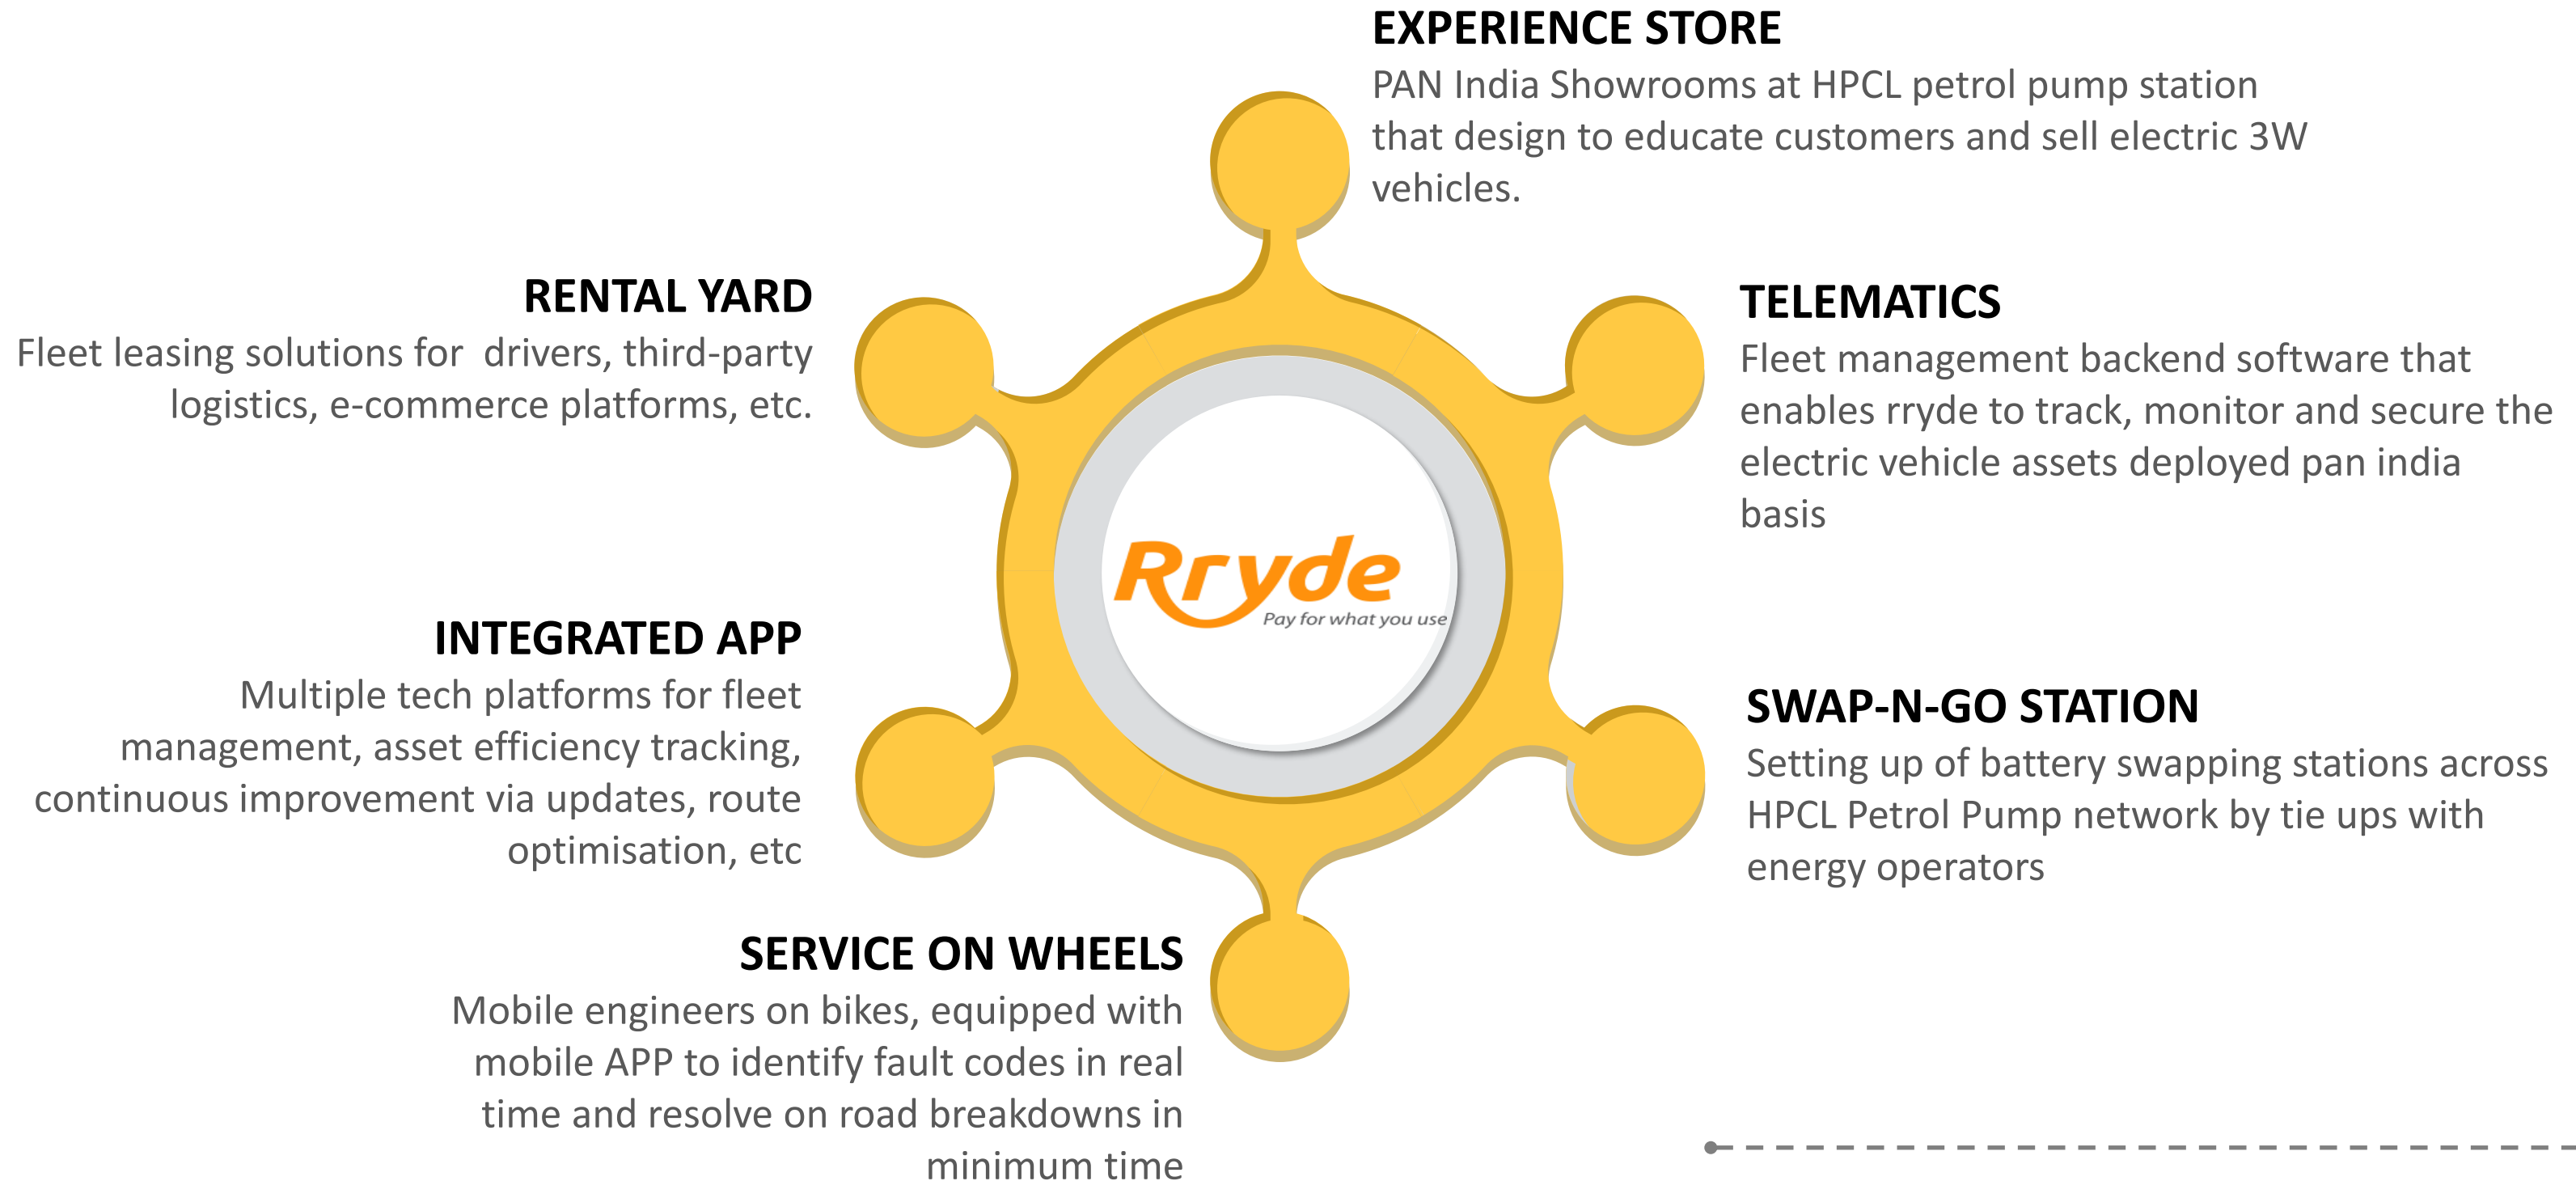 EXPERIENCE STORE
PAN India Showrooms at HPCL petrol pump station
that design to educate customers and sell electric 3W
vehicles.
RENTAL YARD
Fleet leasing solutions for  drivers, third-party
logistics, e-commerce platforms, etc.
TELEMATICS
Fleet management backend software that
enables rryde to track, monitor and secure the
electric vehicle assets deployed pan india
basis
Rryde
Pay for what you use
INTEGRATED APP
Multiple tech platforms for fleet
management, asset efficiency tracking,
continuous improvement via updates, route
optimisation, etc
SWAP-N-GO STATION
Setting up of battery swapping stations across
HPCL Petrol Pump network by tie ups with
energy operators
SERVICE ON WHEELS
Mobile engineers on bikes, equipped with
mobile APP to identify fault codes in real
time and resolve on road breakdowns in
minimum time